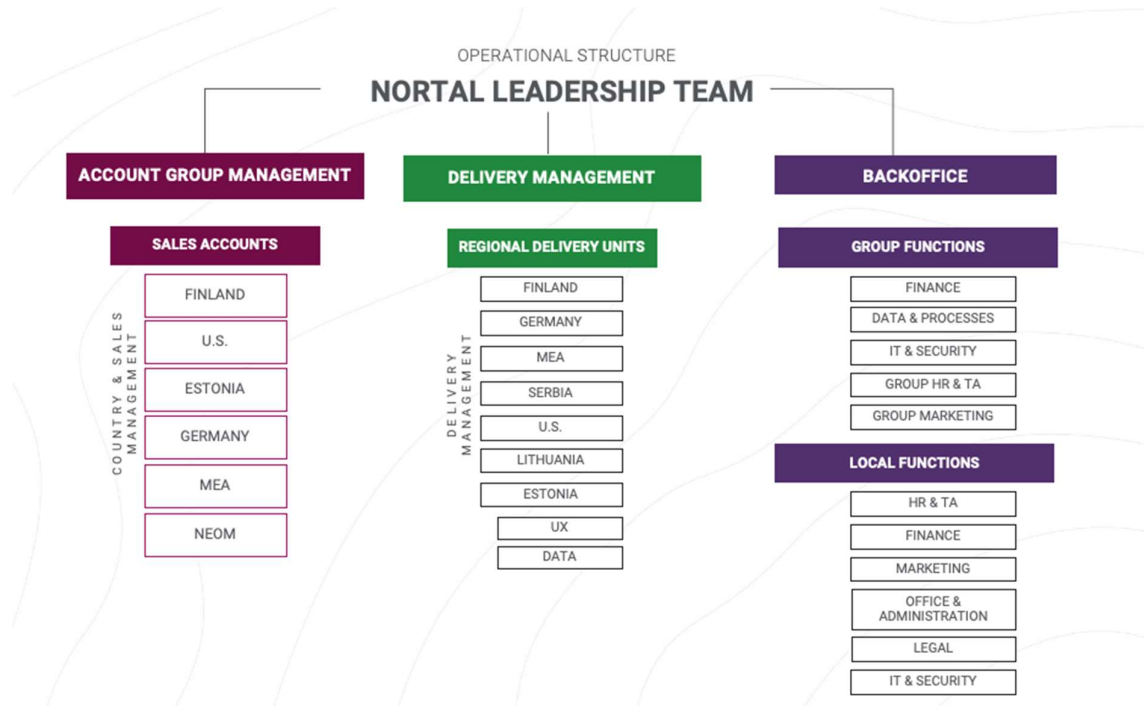 OPERATIONAL STRUCTURE
NORTAL LEADERSHIP TEAM
ACCOUNT GROUP MANAGEMENT
SALES ACCOUNTS
COUNTRY & SALES
MANAGEMENT
FINLAND
U.S.
ESTONIA
GERMANY
MEA
NEOM
DELIVERY MANAGEMENT
REGIONAL DELIVERY UNITS
DELIVERY
MANAGEMENT
FINLAND
GERMANY
MEA
SERBIA
U.S.
LITHUANIA
ESTONIA
UX
DATA
BACKOFFICE
GROUP FUNCTIONS
FINANCE
DATA & PROCESSES
IT & SECURITY
GROUP HR & TA
GROUP MARKETING
LOCAL FUNCTIONS
HR & TA
FINANCE
MARKETING
OFFICE &
ADMINISTRATION
LEGAL
IT & SECURITY